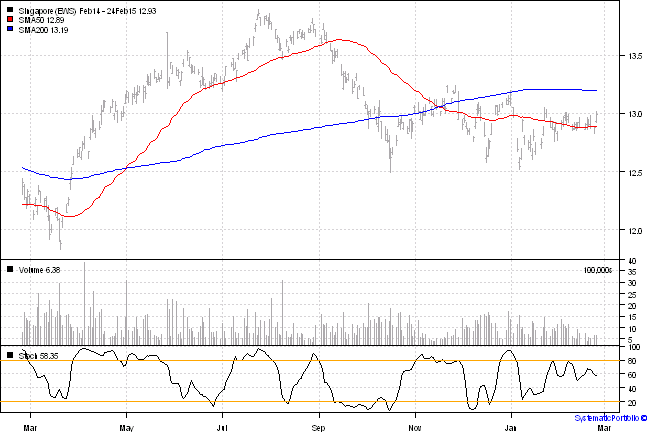 Singapore (EWS) Feb14 - 24Feb15 12.93
SMA50 12.89
SMA200 13.19
13.5
13.0
12.5
12.0
Volume 6.38
100,000s
40
35
30
25
20
15
10
5
Stoch 58.35
100
80
60
40
20
Mar May Jul Sep Nov Jan Mar
SystematicPortfolio ©